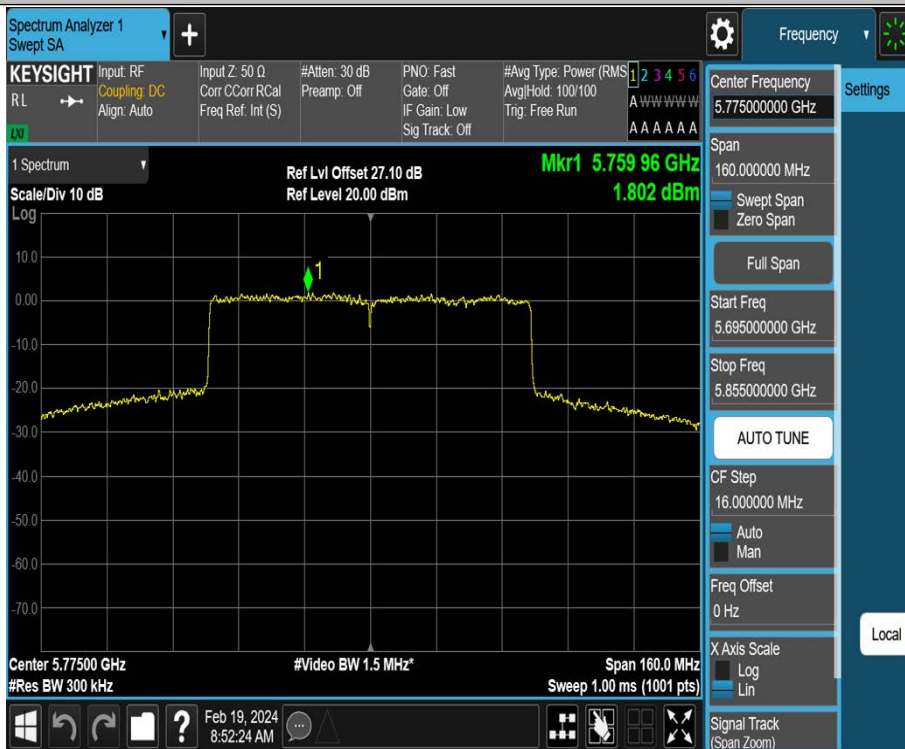 Spectrum Analyzer 1
Swept SA
+
Frequency
KEYSIGHT
RL
LXI
Input: RF
Coupling: DC
Align: Auto
Input Z: 50 Ω
Corr CCorr RCal
Freq Ref: Int (S)
#Atten: 30 dB
Preamp: Off
PNO: Fast
Gate: Off
IF Gain: Low
Sig Track: Off
#Avg Type: Power (RMS
Avg|Hold: 100/100
Trig: Free Run
1 2 3 4 5 6
A W W W W W
A A A A A A
1 Spectrum
Scale/Div 10 dB
Log
Ref Lvl Offset 27.10 dB
Ref Level 20.00 dBm
Mkr1 5.759 96 GHz
1.802 dBm
1
10.0
0.00
-10.0
-20.0
-30.0
-40.0
-50.0
-60.0
-70.0
Center 5.77500 GHz
#Res BW 300 kHz
#Video BW 1.5 MHz*
Span 160.0 MHz
Sweep 1.00 ms (1001 pts)
Center Frequency
5.775000000 GHz
Settings
Span
160.000000 MHz
Swept Span
Zero Span
Full Span
Start Freq
5.695000000 GHz
Stop Freq
5.855000000 GHz
AUTO TUNE
CF Step
16.000000 MHz
Auto
Man
Freq Offset
0 Hz
X Axis Scale
Log
Lin
Local
Signal Track
(Span Zoom)
?
Feb 19, 2024
8:52:24 AM